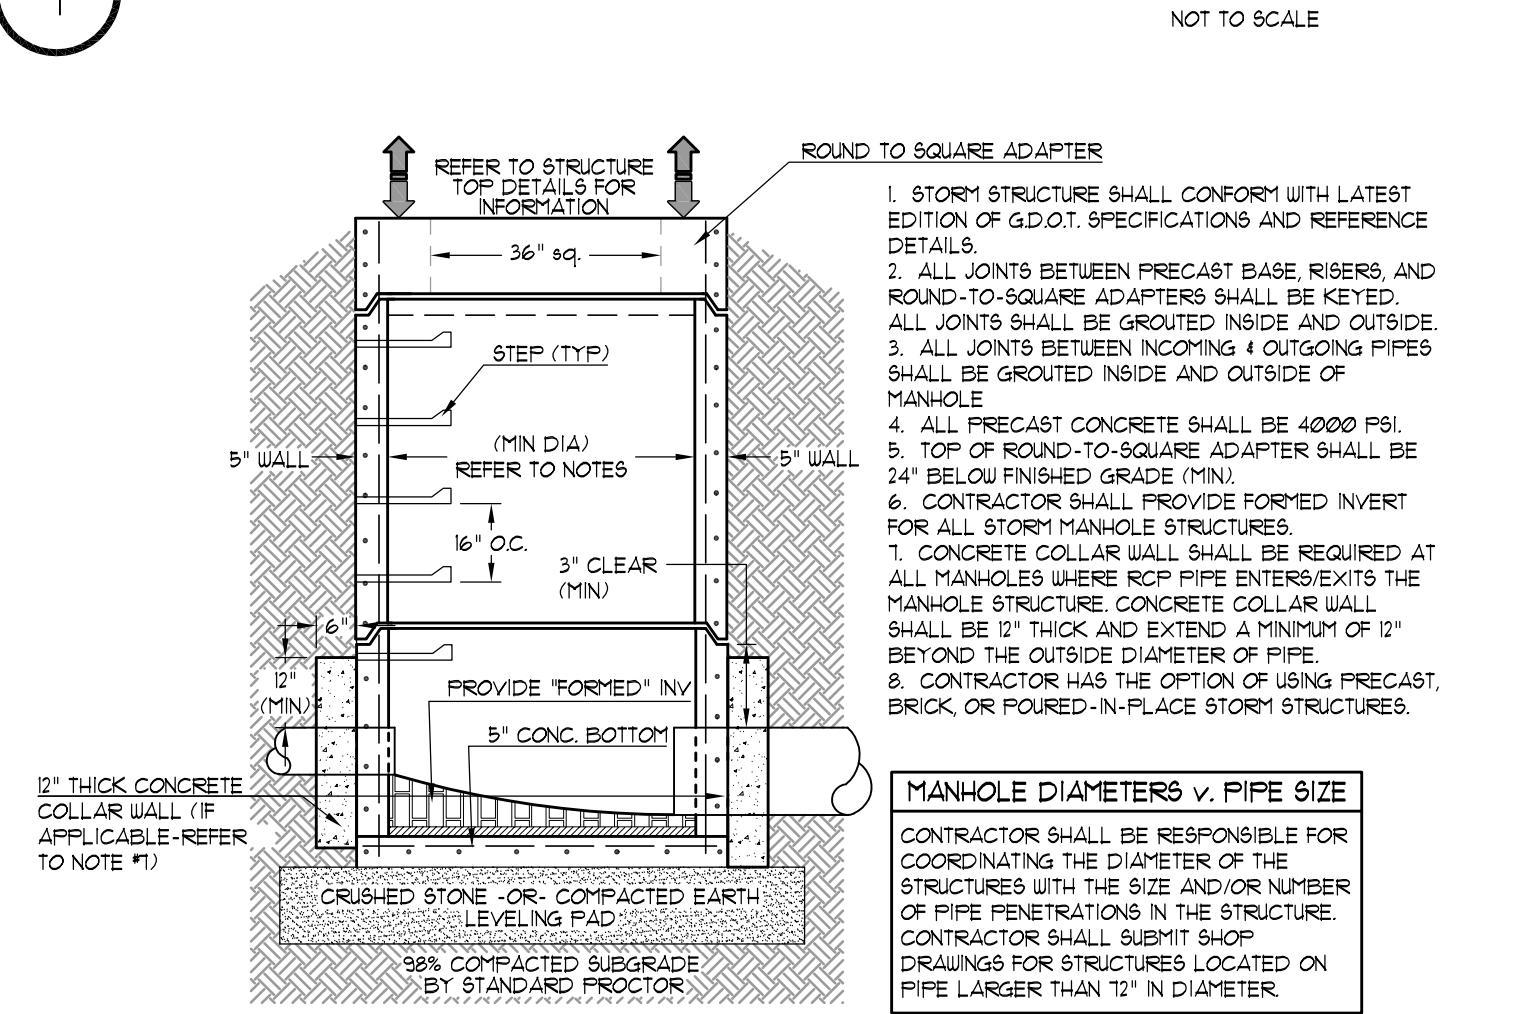 NOT TO SCALE
ROUND TO SQUARE ADAPTER
REFER TO STRUCTURE
TOP DETAILS FOR
INFORMATION
36" sq.
STEP (TYP)
(MIN DIA)
REFER TO NOTES
5" WALL
5" WALL
16" O.C.
3" CLEAR
(MIN)
6"
12"
(MIN)
PROVIDE "FORMED" INV
5" CONC. BOTTOM
12" THICK CONCRETE
COLLAR WALL (IF
APPLICABLE-REFER
TO NOTE #7)
CRUSHED STONE -OR- COMPACTED EARTH
LEVELING PAD
98% COMPACTED SUBGRADE
BY STANDARD PROCTOR
1. STORM STRUCTURE SHALL CONFORM WITH LATEST
EDITION OF G.D.O.T. SPECIFICATIONS AND REFERENCE
DETAILS.
2. ALL JOINTS BETWEEN PRECAST BASE, RISERS, AND
ROUND-TO-SQUARE ADAPTERS SHALL BE KEYED.
ALL JOINTS SHALL BE GROUTED INSIDE AND OUTSIDE.
3. ALL JOINTS BETWEEN INCOMING & OUTGOING PIPES
SHALL BE GROUTED INSIDE AND OUTSIDE OF
MANHOLE
4. ALL PRECAST CONCRETE SHALL BE 4000 PSI.
5. TOP OF ROUND-TO-SQUARE ADAPTER SHALL BE
24" BELOW FINISHED GRADE (MIN).
6. CONTRACTOR SHALL PROVIDE FORMED INVERT
FOR ALL STORM MANHOLE STRUCTURES.
7. CONCRETE COLLAR WALL SHALL BE REQUIRED AT
ALL MANHOLES WHERE RCP PIPE ENTERS/EXITS THE
MANHOLE STRUCTURE. CONCRETE COLLAR WALL
SHALL BE 12" THICK AND EXTEND A MINIMUM OF 12"
BEYOND THE OUTSIDE DIAMETER OF PIPE.
8. CONTRACTOR HAS THE OPTION OF USING PRECAST,
BRICK, OR POURED-IN-PLACE STORM STRUCTURES.
MANHOLE DIAMETERS v. PIPE SIZE
CONTRACTOR SHALL BE RESPONSIBLE FOR
COORDINATING THE DIAMETER OF THE
STRUCTURES WITH THE SIZE AND/OR NUMBER
OF PIPE PENETRATIONS IN THE STRUCTURE.
CONTRACTOR SHALL SUBMIT SHOP
DRAWINGS FOR STRUCTURES LOCATED ON
PIPE LARGER THAN 72" IN DIAMETER.